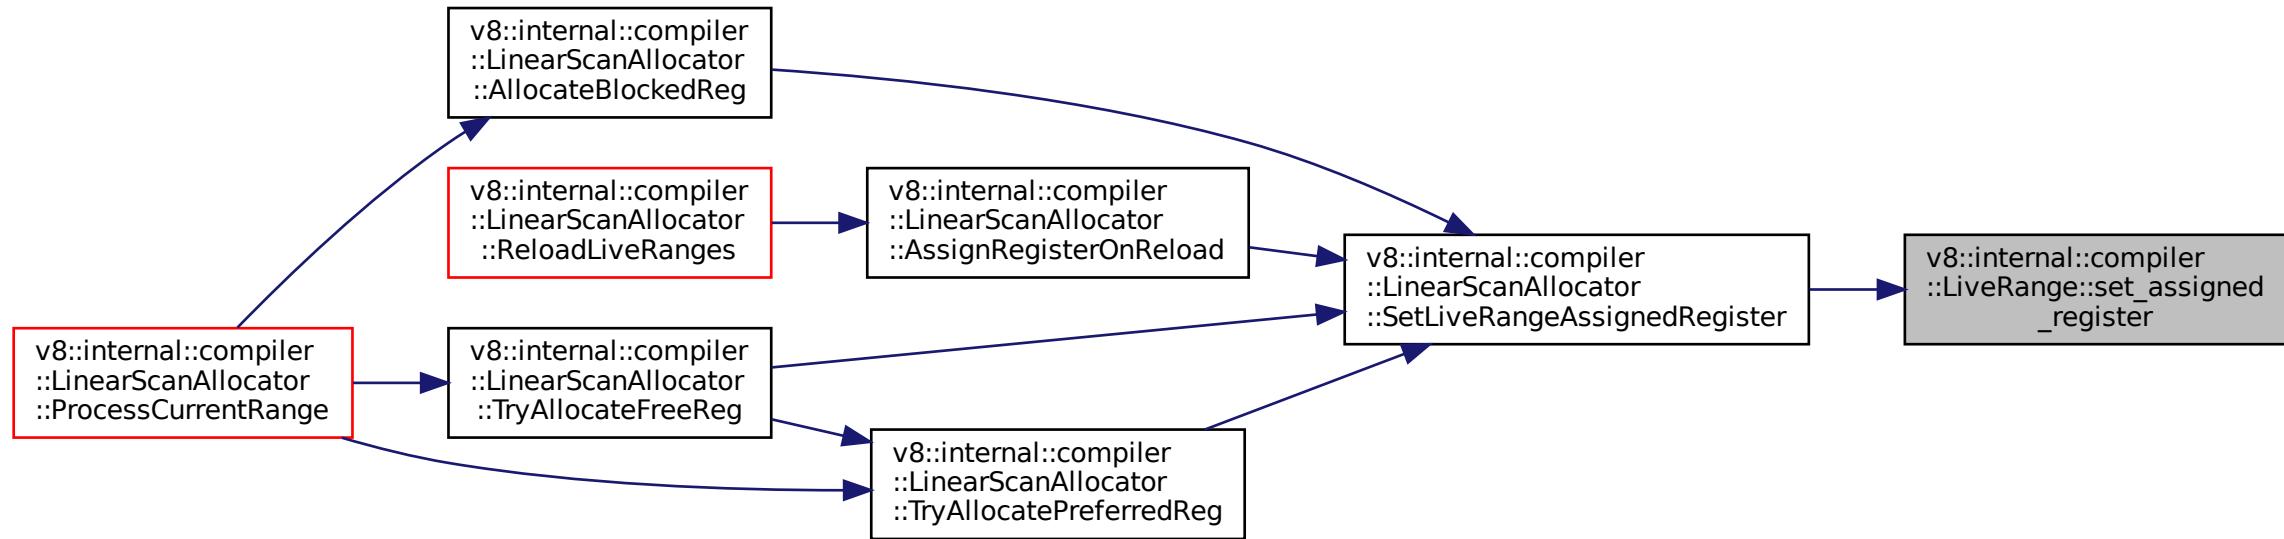 v8::internal::compiler
::LinearScanAllocator
::AllocateBlockedReg
v8::internal::compiler
::LinearScanAllocator
::ReloadLiveRanges
v8::internal::compiler
::LinearScanAllocator
::AssignRegisterOnReload
v8::internal::compiler
::LinearScanAllocator
::SetLiveRangeAssignedRegister
v8::internal::compiler
::LiveRange::set_assigned
_register
v8::internal::compiler
::LinearScanAllocator
::ProcessCurrentRange
v8::internal::compiler
::LinearScanAllocator
::TryAllocateFreeReg
v8::internal::compiler
::LinearScanAllocator
::TryAllocatePreferredReg